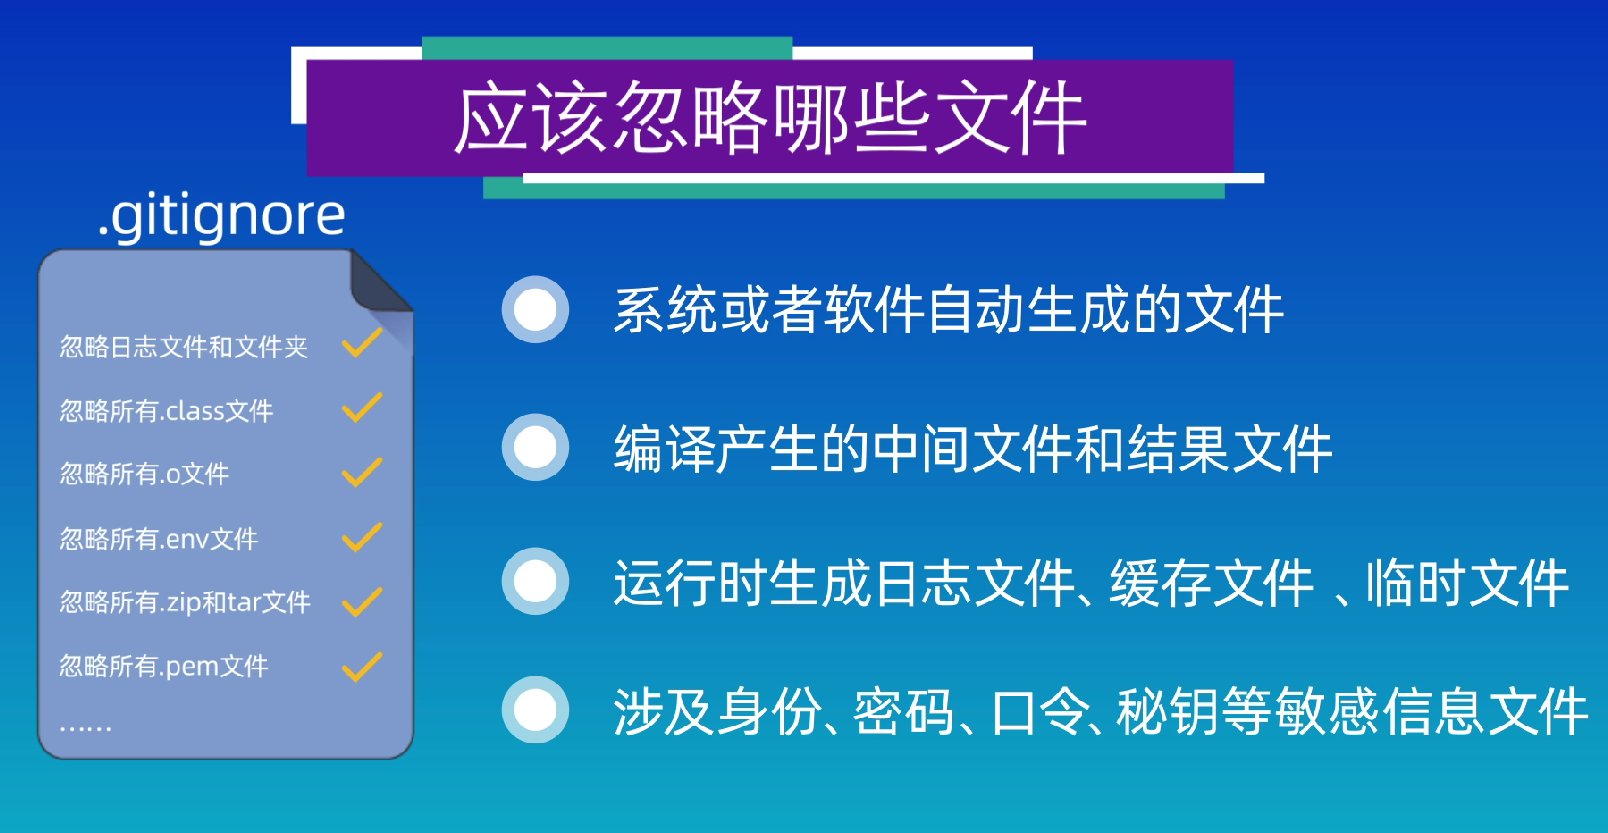 应该忽略哪些文件
.gitignore
忽略日志文件和文件夹
忽略所有.class文件
忽略所有.o文件
忽略所有.env文件
忽略所有.zip和tar文件
忽略所有.pem文件
......
系统或者软件自动生成的文件
编译产生的中间文件和结果文件
运行时生成日志文件、缓存文件 、临时文件
涉及身份、密码、口令、秘钥等敏感信息文件